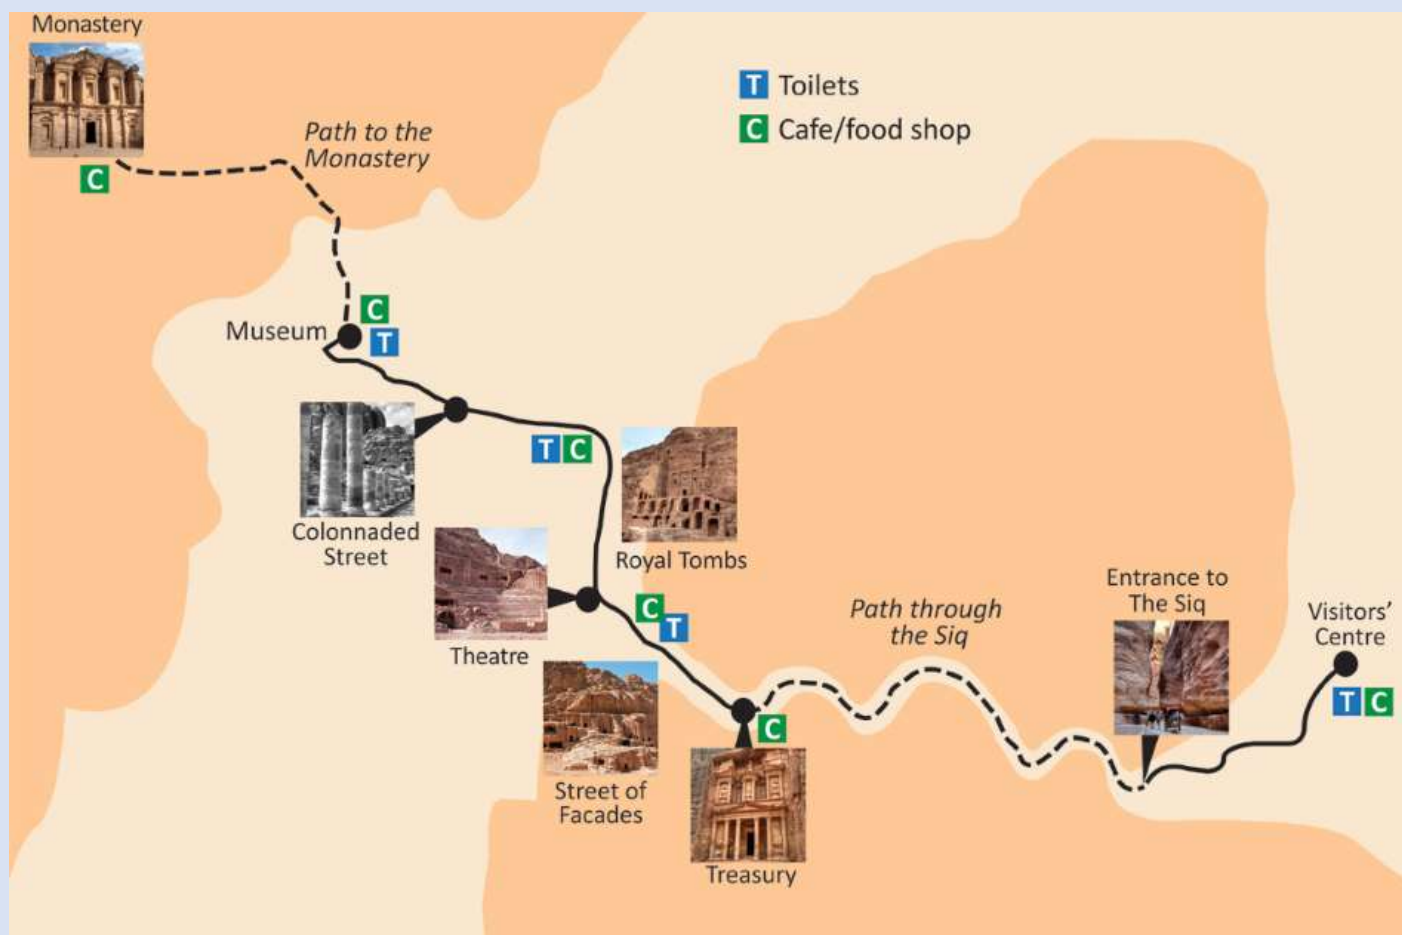 Monastery
Path to the
Monastery
C
T Toilets
C Cafe/food shop
C
Museum
T
Colonnaded
Street
T C
Royal Tombs
Theatre
C
T
Street of
Facades
C
Treasury
Path through
the Siq
Entrance to
The Siq
Visitors’
Centre
T C